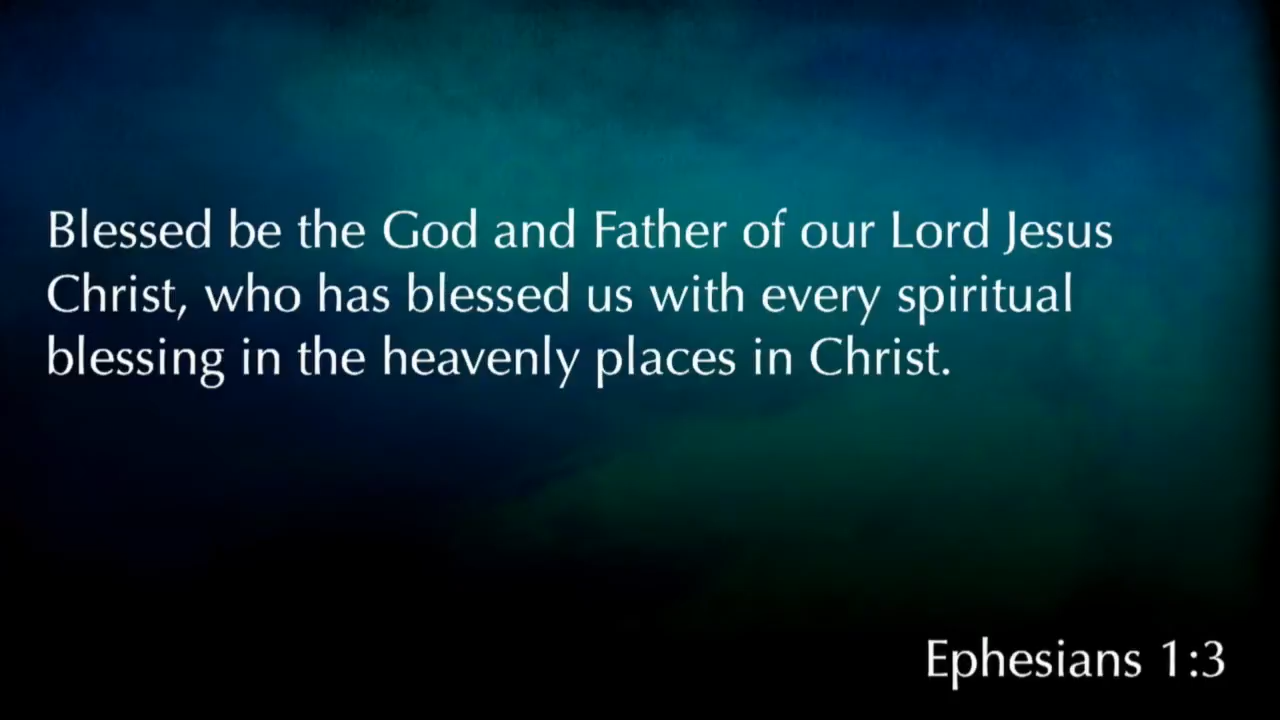 Blessed be the God and Father of our Lord Jesus
Christ, who has blessed us with every spiritual
blessing in the heavenly places in Christ.
Ephesians 1:3